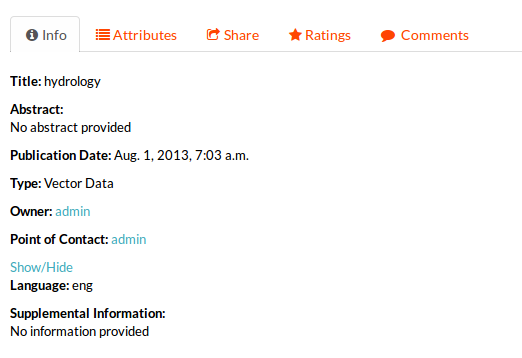 Info Attributes Share Ratings Comments
Title: hydrology
Abstract:
No abstract provided
Publication Date: Aug. 1, 2013, 7:03 a.m.
Type: Vector Data
Owner: admin
Point of Contact: admin
Show/Hide
Language: eng
Supplemental Information:
No information provided